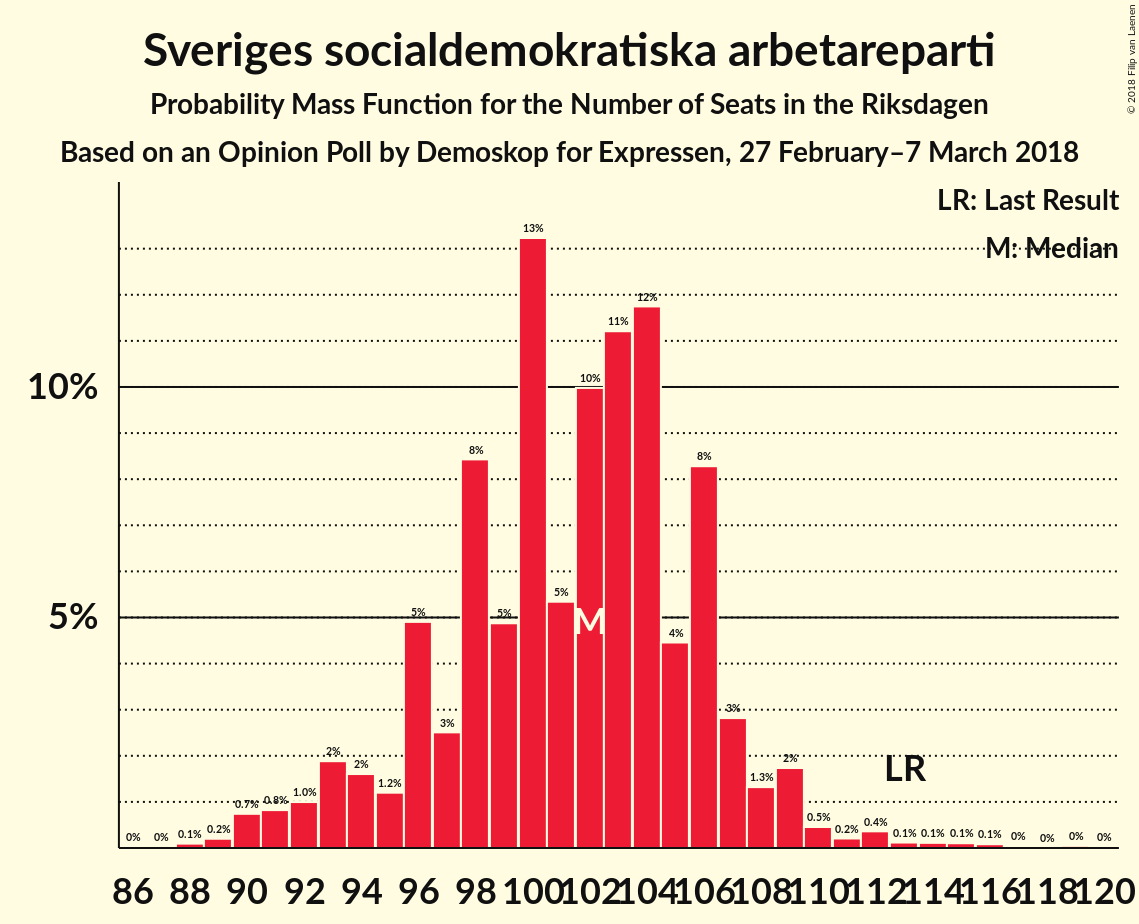 Sveriges socialdemokratiska arbetareparti
Probability Mass Function for the Number of Seats in the Riksdagen
Based on an Opinion Poll by Demoskop for Expressen, 27 February–7 March 2018
© 2018 Filip van Laenen
LR: Last Result
M: Median
10%
5%
0% 0% 0.1% 0.2% 0.7% 0.8% 1.0% 2% 2% 1.2% 5% 3% 8% 5% 13% 5% 10% 11% 12% 4% 8% 3% 1.3% 2% 0.5% 0.2% 0.4% 0.1% 0.1% 0.1% 0.1% 0% 0% 0% 0%
M
LR
86 88 90 92 94 96 98 100 102 104 106 108 110 112 114 116 118 120